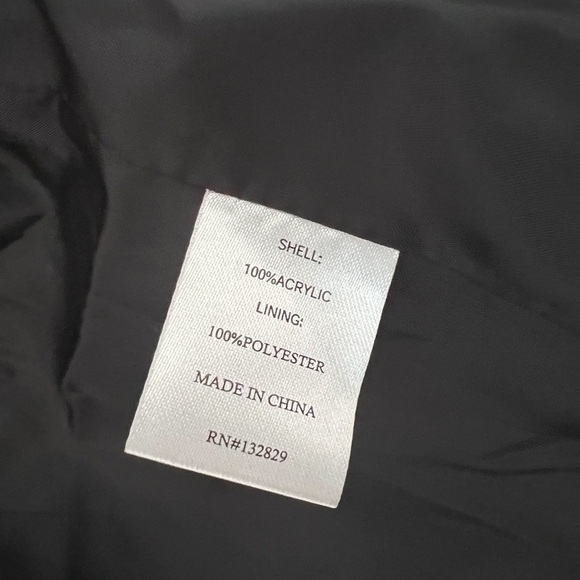 SHELL:
100%ACRYLIC
LINING:
100%POLYESTER
MADE IN CHINA
RN#132829